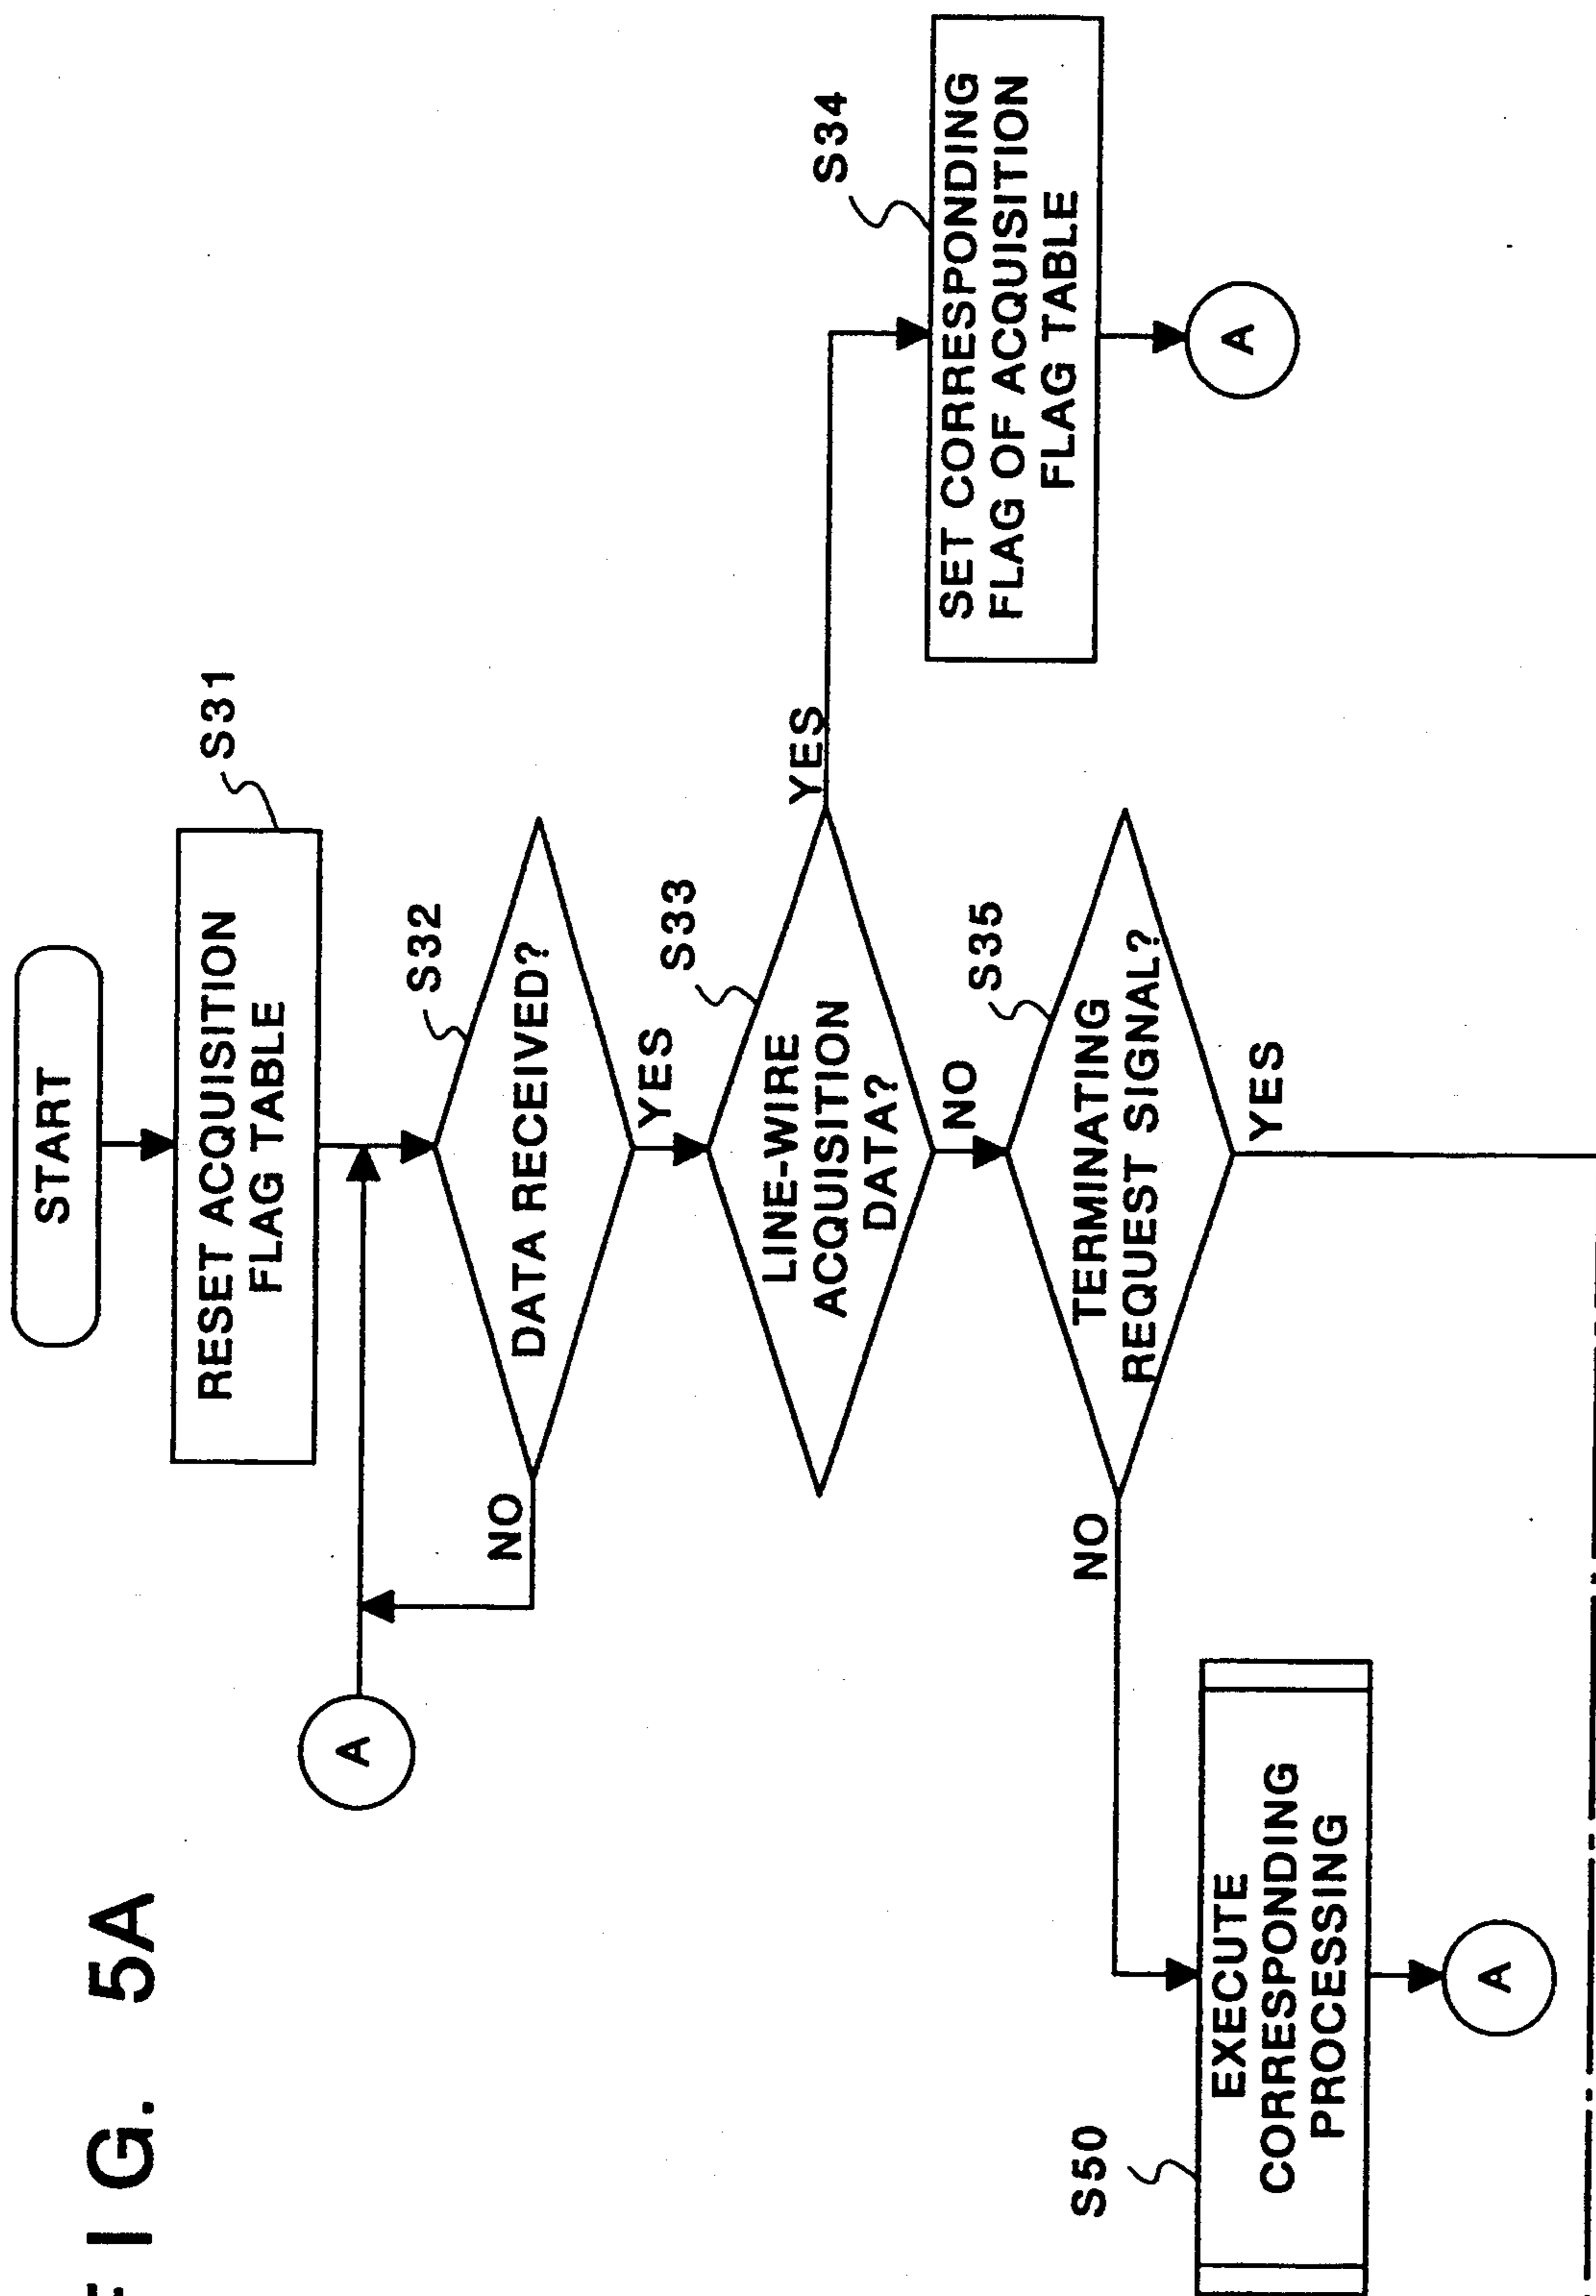 FIG. 5A
START
RESET ACQUISITION
FLAG TABLE
S31
A
DATA RECEIVED?
S32
NO
YES
LINE-WIRE
ACQUISITION
DATA?
S33
YES
NO
SET CORRESPONDING
FLAG OF ACQUISITION
FLAG TABLE
S34
A
TERMINATING
REQUEST SIGNAL?
S35
NO
YES
EXECUTE
CORRESPONDING
PROCESSING
S50
A